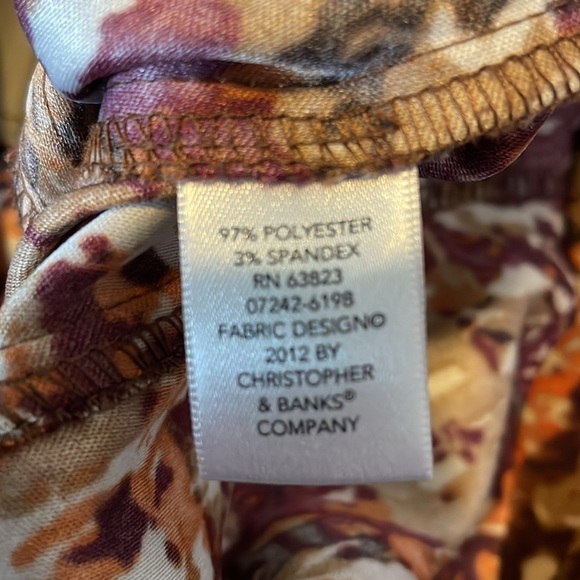 97% POLYESTER
3% SPANDEX
RN 63823
07242-6198
FABRIC DESIGN©
2012 BY
CHRISTOPHER
& BANKS®
COMPANY